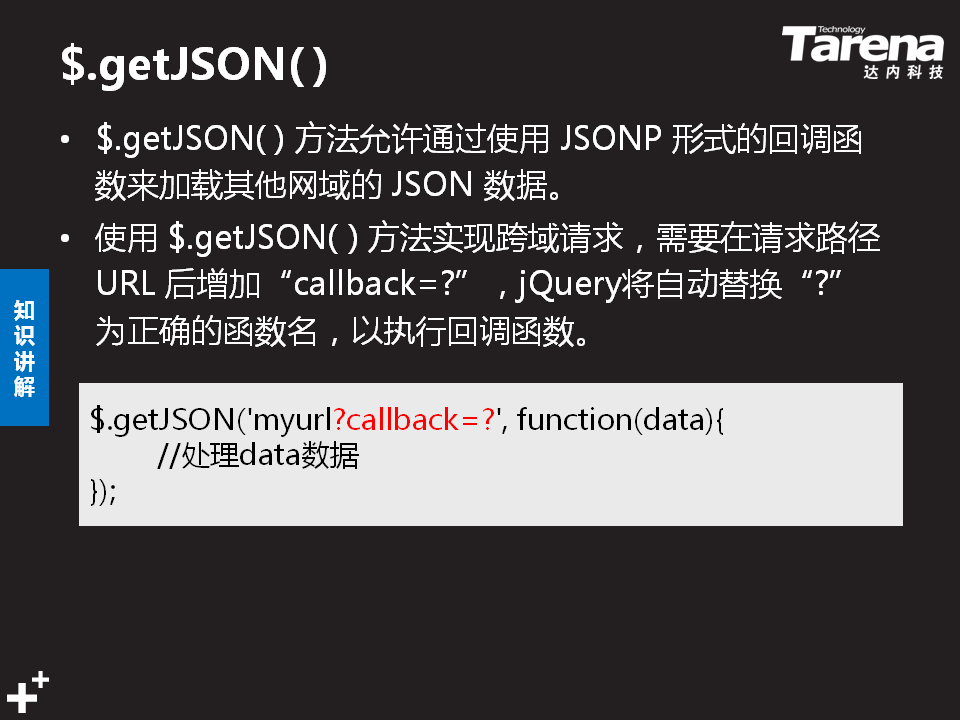 $.getJSON( )
Technology
Tarena
达内科技
• $.getJSON( ) 方法允许通过使用 JSONP 形式的回调函
数来加载其他网域的 JSON 数据。
• 使用 $.getJSON( ) 方法实现跨域请求，需要在请求路径
URL 后增加“callback=?”，jQuery将自动替换“?”
为正确的函数名，以执行回调函数。
知
识
讲
解
$.getJSON('myurl?callback=?', function(data){
//处理data数据
});